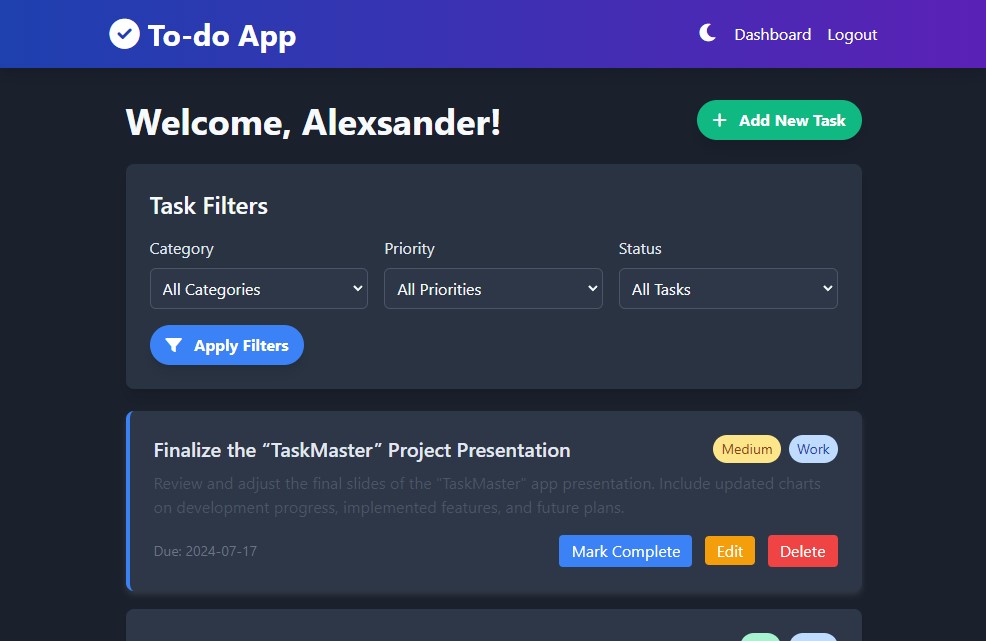 To-do App
Dashboard Logout
Welcome, Alexsander!
Add New Task
Task Filters
Category Priority Status
All Categories All Priorities All Tasks
Apply Filters
Finalize the “TaskMaster” Project Presentation
Medium Work
Review and adjust the final slides of the “TaskMaster” app presentation. Include updated charts
on development progress, implemented features, and future plans.
Due: 2024-07-17
Mark Complete Edit Delete